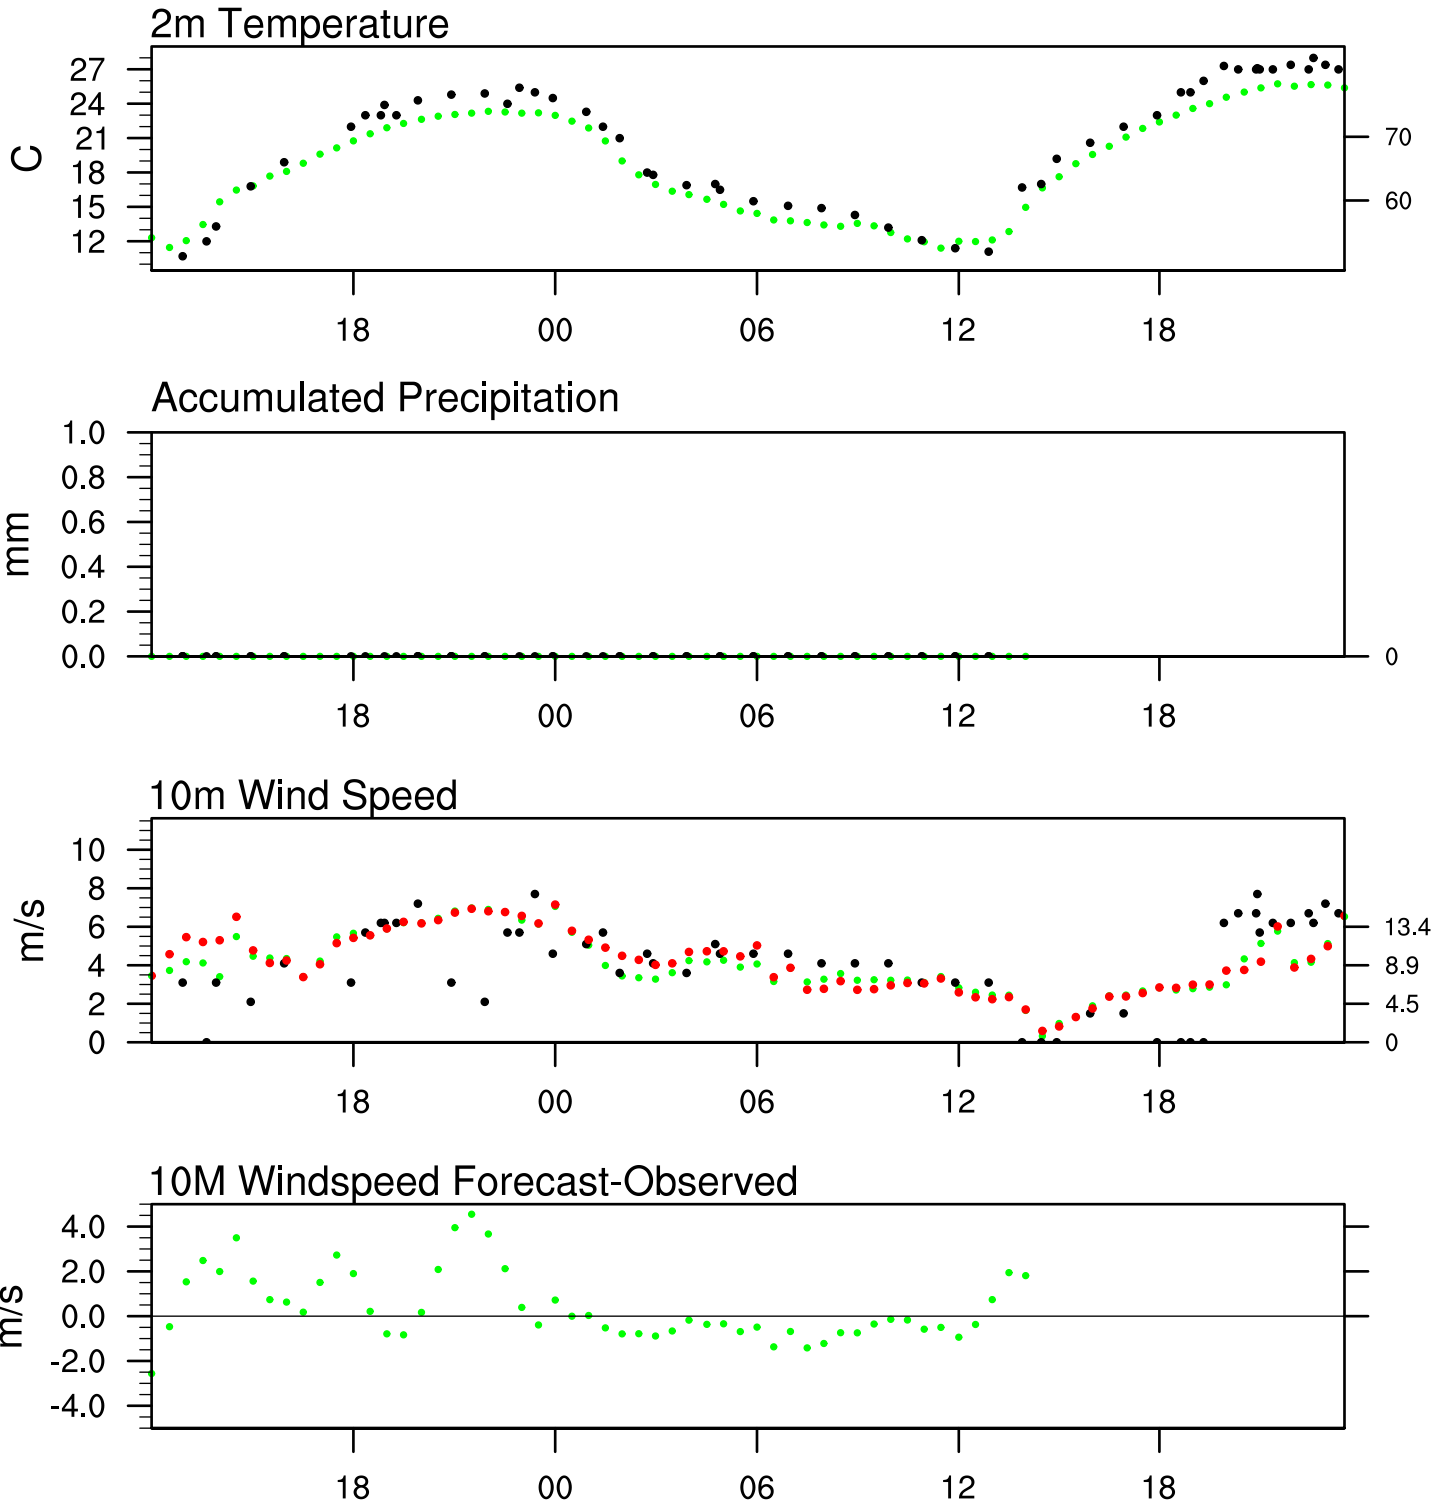 2m Temperature
27
24
21
18
15
12
C
70
60
18 00 06 12 18
Accumulated Precipitation
1.0
0.8
0.6
0.4
0.2
0.0
mm
0
18 00 06 12 18
10m Wind Speed
10
8
6
4
2
0
m/s
13.4
8.9
4.5
0
18 00 06 12 18
10M Windspeed Forecast-Observed
4.0
2.0
0.0
-2.0
-4.0
m/s
18 00 06 12 18